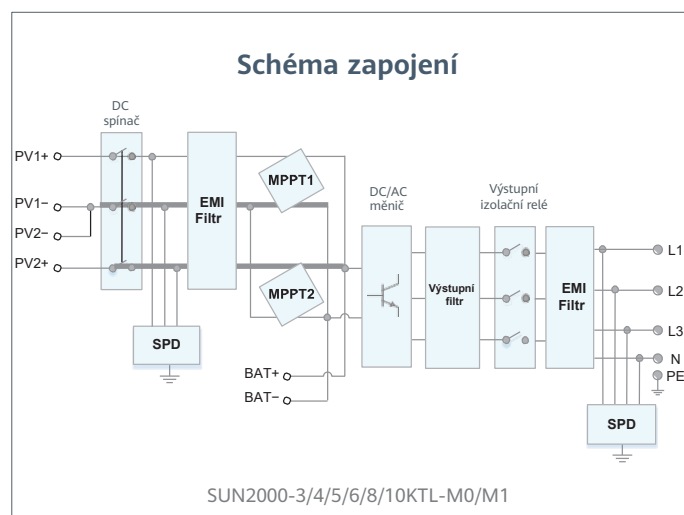 Schéma zapojení
DC
spínač
PV1+
PV1−
PV2−
PV2+
EMI
Filtr
MPPT1
MPPT2
SPD
BAT+
BAT−
DC/AC
měnič
Výstupní
filtr
Výstupní
izolační relé
EMI
Filtr
L1
L2
L3
N
PE
SPD
SUN2000-3/4/5/6/8/10KTL-M0/M1